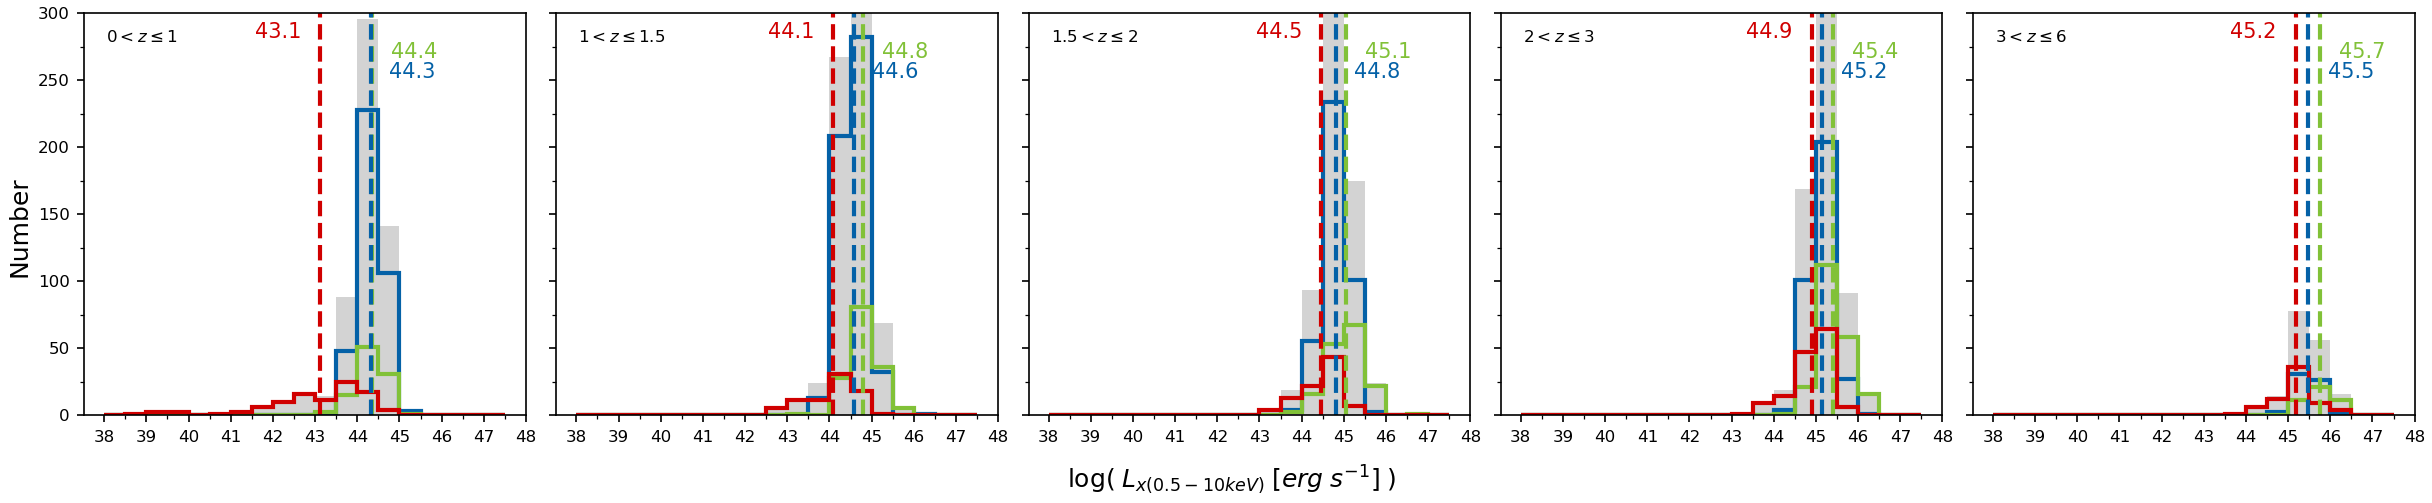 300
250
200
150
100
50
0
Number
0 < z ≤ 1
43.1
44.4
44.3
1 < z ≤ 1.5
44.1
44.8
44.6
1.5 < z ≤ 2
44.5
45.1
44.8
2 < z ≤ 3
44.9
45.4
45.2
3 < z ≤ 6
45.2
45.7
45.5
38 39 40 41 42 43 44 45 46 47 48
38 39 40 41 42 43 44 45 46 47 48
38 39 40 41 42 43 44 45 46 47 48
38 39 40 41 42 43 44 45 46 47 48
38 39 40 41 42 43 44 45 46 47 48
log( L_{x(0.5−10keV)} [erg s^{−1}] )